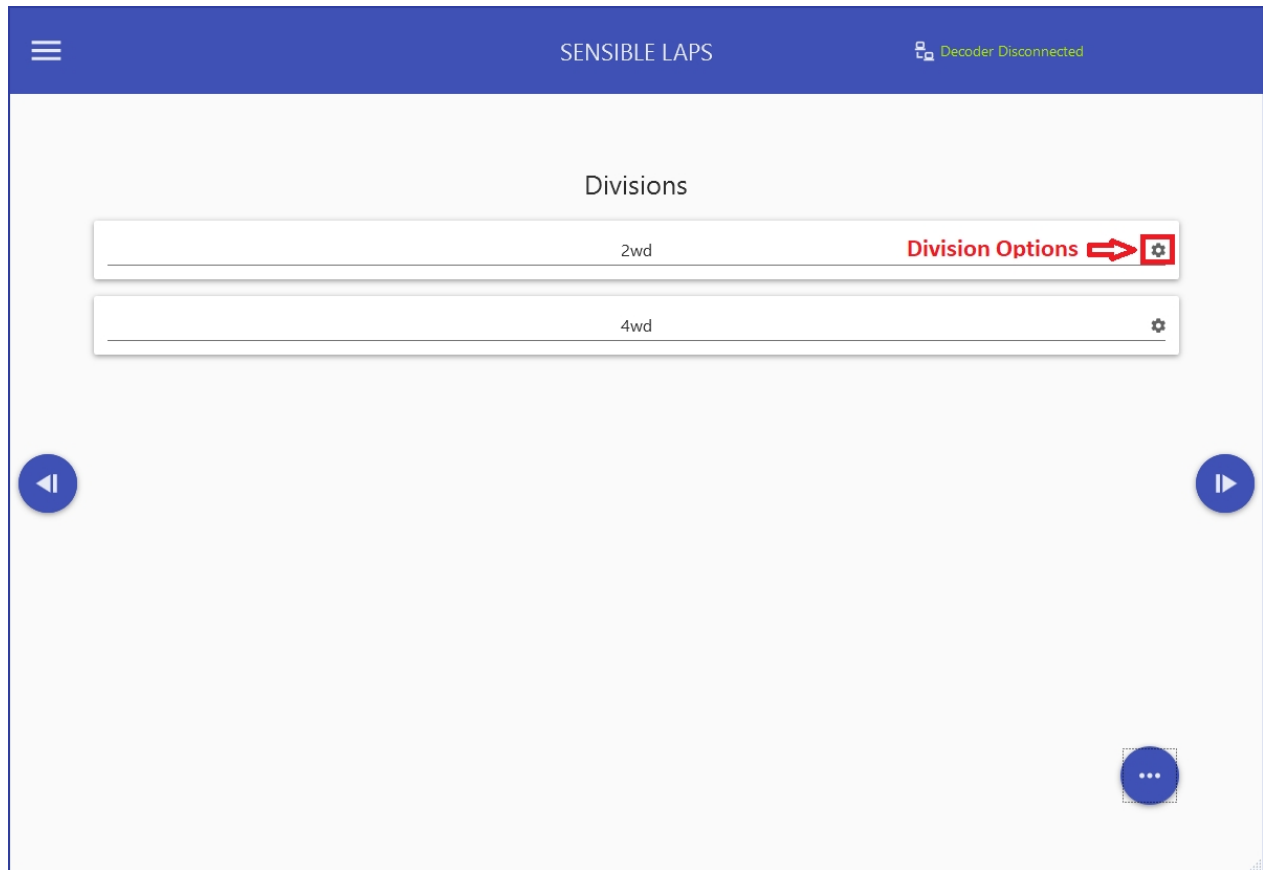 SENSIBLE LAPS
Decoder Disconnected
Divisions
2wd
Division Options
4wd